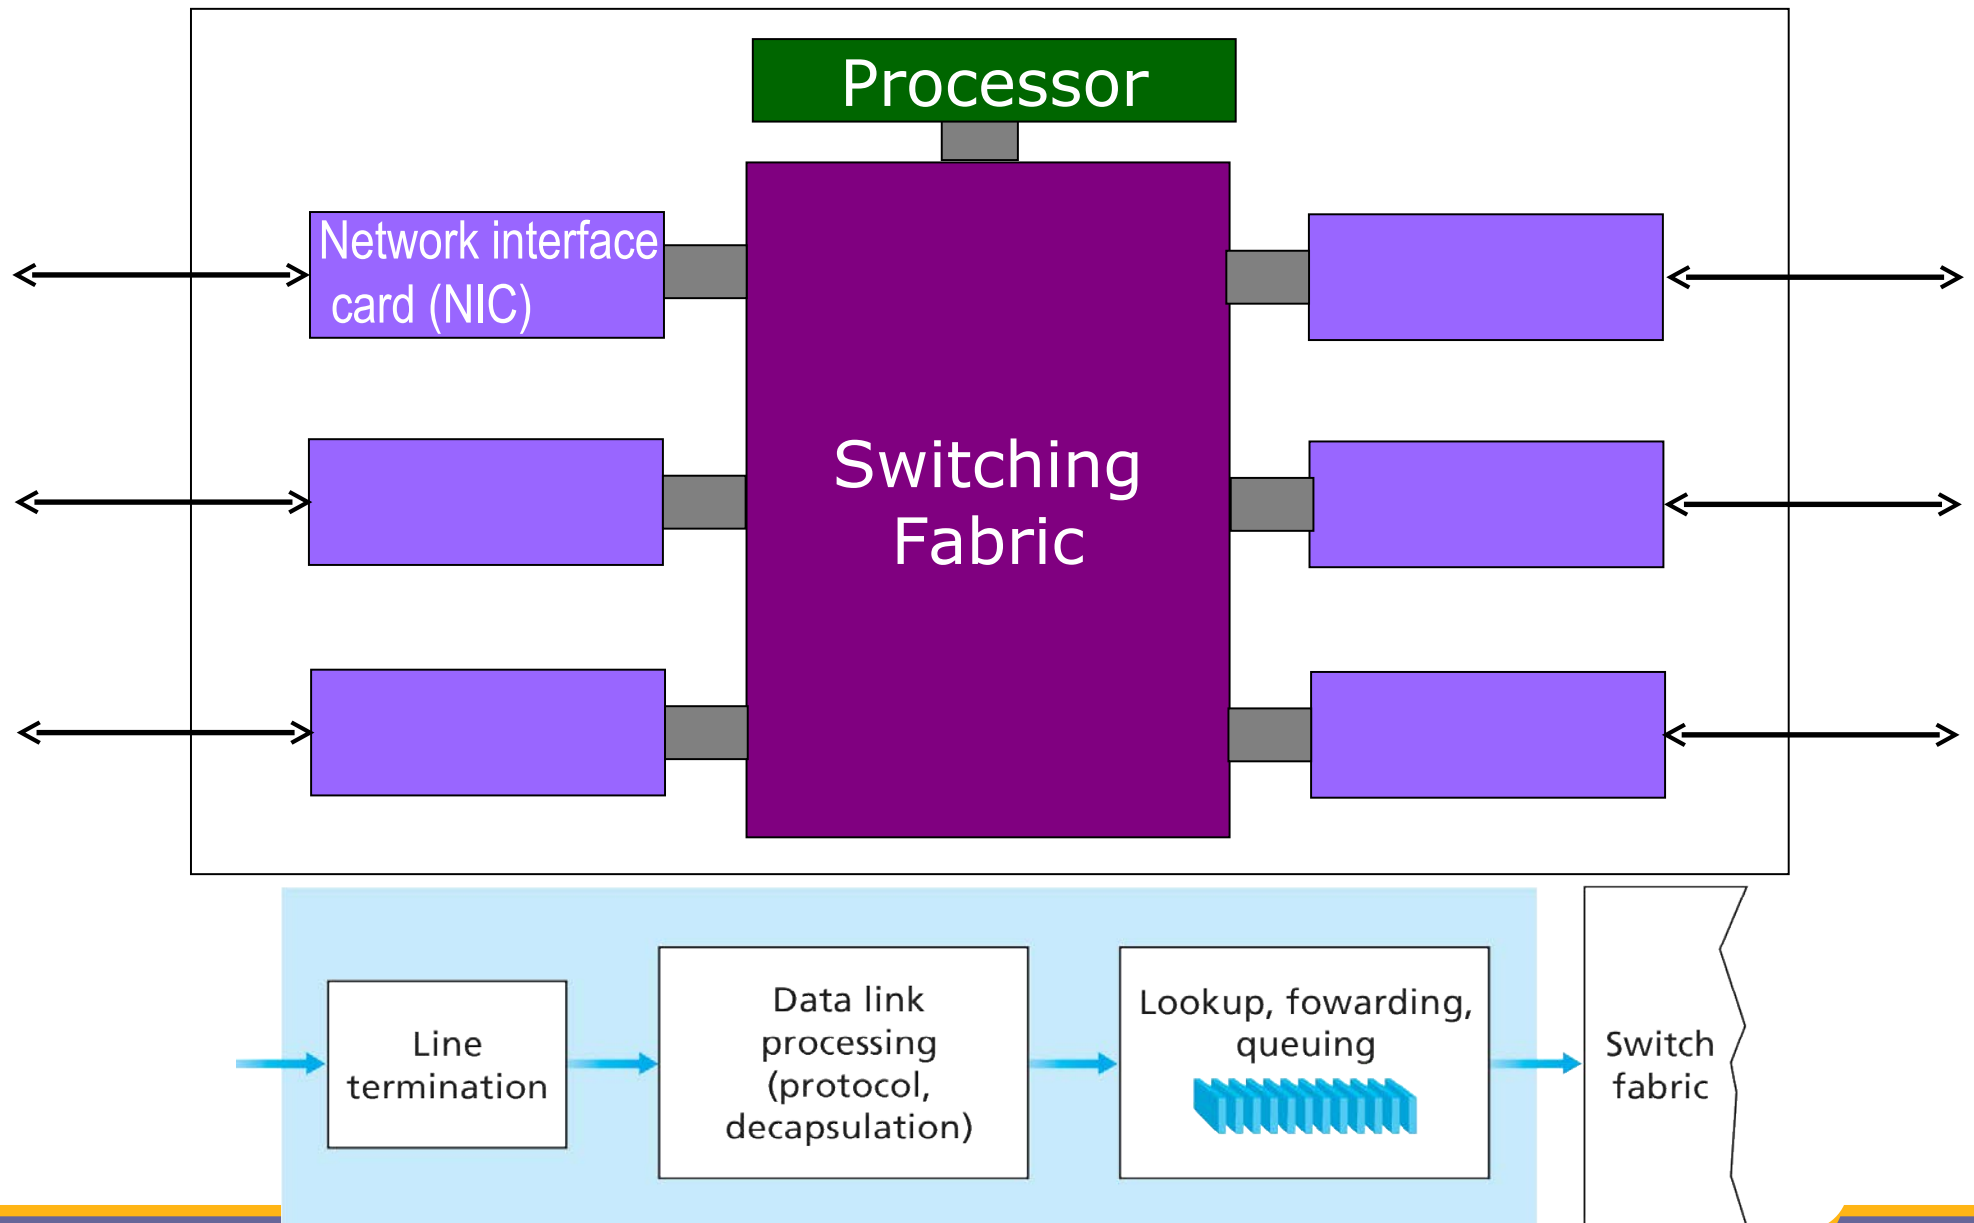 Processor
Network interface
card (NIC)
Switching
Fabric
Line
termination
Data link
processing
(protocol,
decapsulation)
Lookup, fowarding,
queuing
Switch
fabric